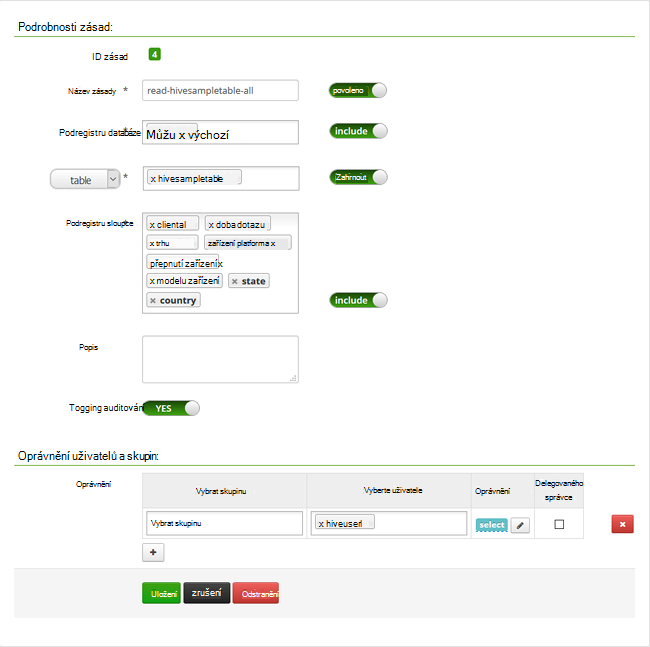 Podrobnosti zásad:
ID zásad 4
Název zásady * read-hivesampletable-all povoleno
Podregistru databáze Můžu x výchozí include
table * x hivesampletable Zahrnout
Podregistru sloupce x cliental x doba dotazu
x trhu zařízení platforma x
přepnutí zařízení x
x modelu zařízení × state
× country include
Popis
Togging auditování YES
Oprávnění uživatelů a skupin:
Oprávnění Vybrat skupinu Vyberte uživatele Oprávnění Delegovaného správce
Vybrat skupinu x hiveuserl select
+
Uložení zrušení Odstranění